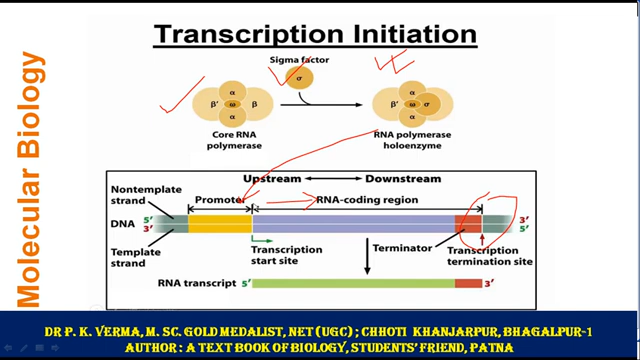 Transcription Initiation
Molecular Biology
Sigma factor
σ
α
β' ω β
α
α
β' ω σ
α
Core RNA
polymerase
RNA polymerase
holoenzyme
Upstream Downstream
Nontemplate
strand
Promoter
RNA-coding region
DNA
5' 3'
3' 5'
Template
strand
Transcription
start site
Terminator
Transcription
termination site
RNA transcript 5' 3'
DR P. K. VERMA, M. SC. GOLD MEDALIST, NET (UGC) ; CHHOTI KHANJARPUR, BHAGALPUR-1
AUTHOR : A TEXT BOOK OF BIOLOGY, STUDENTS' FRIEND, PATNA